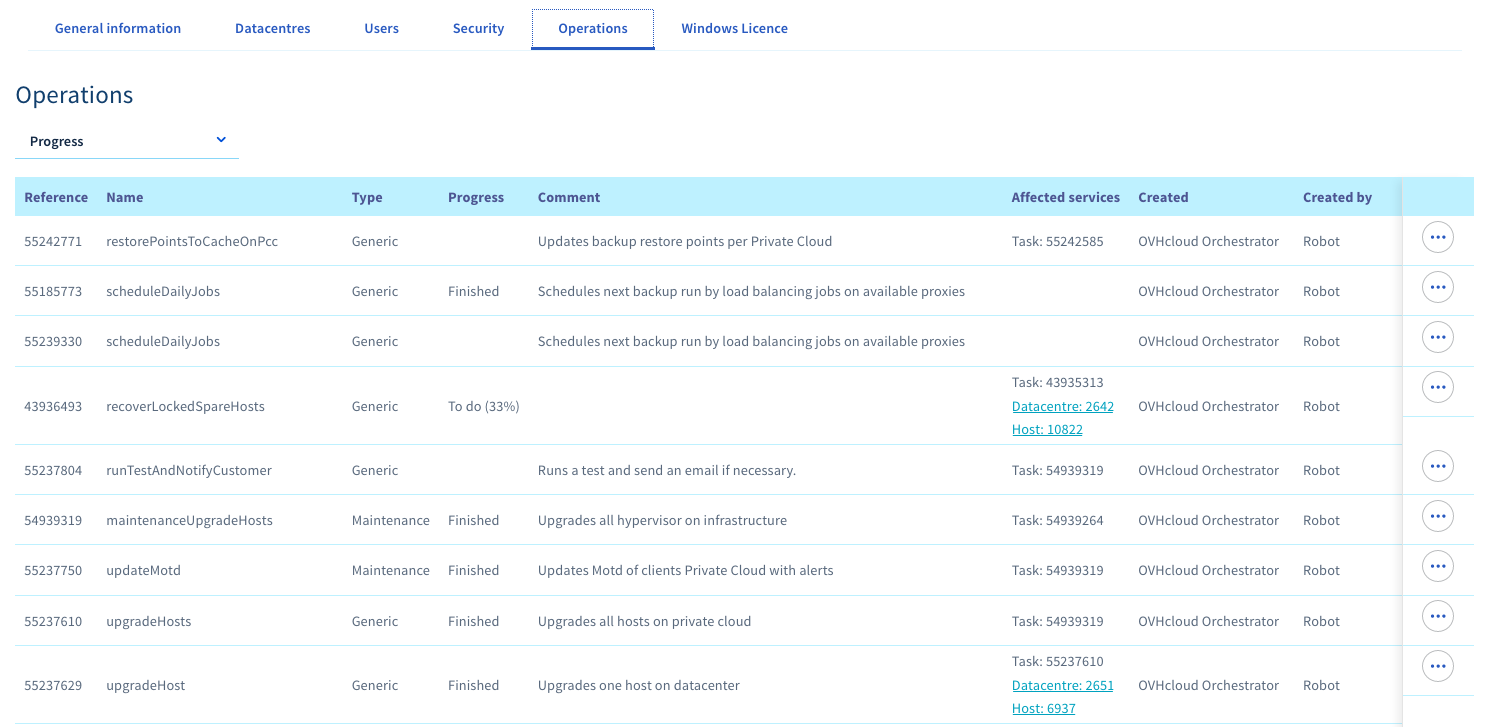 General information Datacentres Users Security Operations Windows Licence
Operations
Progress
Reference Name Type Progress Comment Affected services Created Created by
55242771 restorePointsToCacheOnPcc Generic Updates backup restore points per Private Cloud Task: 55242585 OVHcloud Orchestrator Robot
55185773 scheduleDailyJobs Generic Finished Schedules next backup run by load balancing jobs on available proxies OVHcloud Orchestrator Robot
55239330 scheduleDailyJobs Generic Schedules next backup run by load balancing jobs on available proxies OVHcloud Orchestrator Robot
Task: 43935313
43936493 recoverLockedSpareHosts Generic To do (33%) Datacentre: 2642 OVHcloud Orchestrator Robot
Host: 10822
55237804 runTestAndNotifyCustomer Generic Runs a test and send an email if necessary. Task: 54939319 OVHcloud Orchestrator Robot
54939319 maintenanceUpgradeHosts Maintenance Finished Upgrades all hypervisor on infrastructure Task: 54939264 OVHcloud Orchestrator Robot
55237750 updateMotd Maintenance Finished Updates Motd of clients Private Cloud with alerts Task: 54939319 OVHcloud Orchestrator Robot
55237610 upgradeHosts Generic Finished Upgrades all hosts on private cloud Task: 54939319 OVHcloud Orchestrator Robot
Task: 55237610
55237629 upgradeHost Generic Finished Upgrades one host on datacenter Datacentre: 2651 OVHcloud Orchestrator Robot
Host: 6937